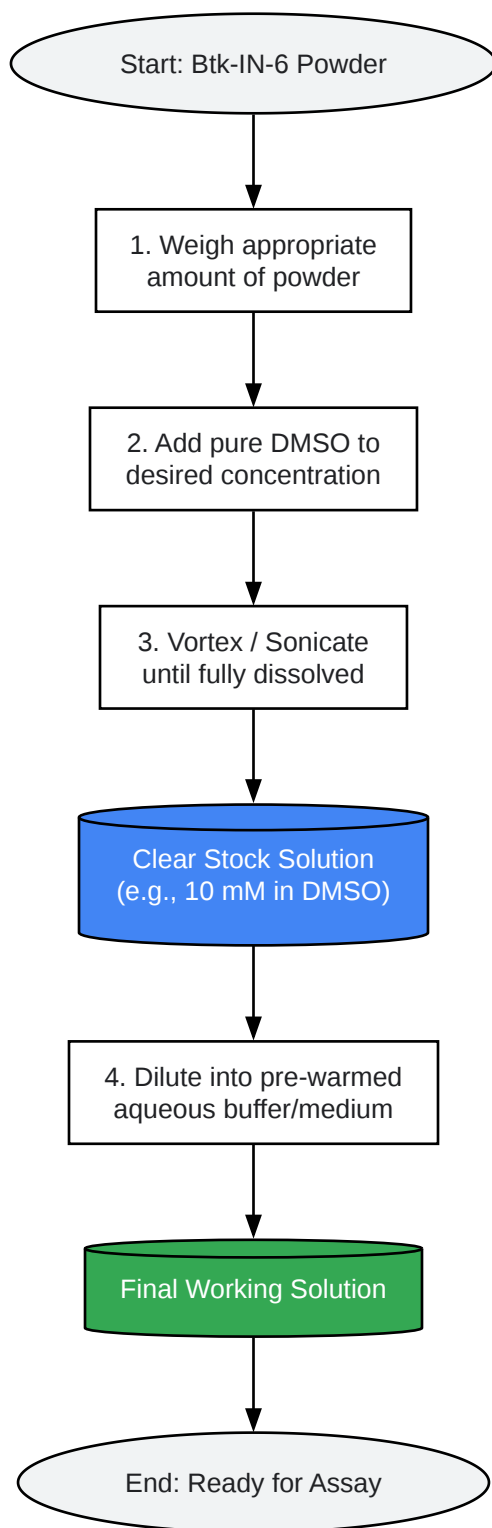 Start: Btk-IN-6 Powder
1. Weigh appropriate
amount of powder
2. Add pure DMSO to
desired concentration
3. Vortex / Sonicate
until fully dissolved
Clear Stock Solution
(e.g., 10 mM in DMSO)
4. Dilute into pre-warmed
aqueous buffer/medium
Final Working Solution
End: Ready for Assay